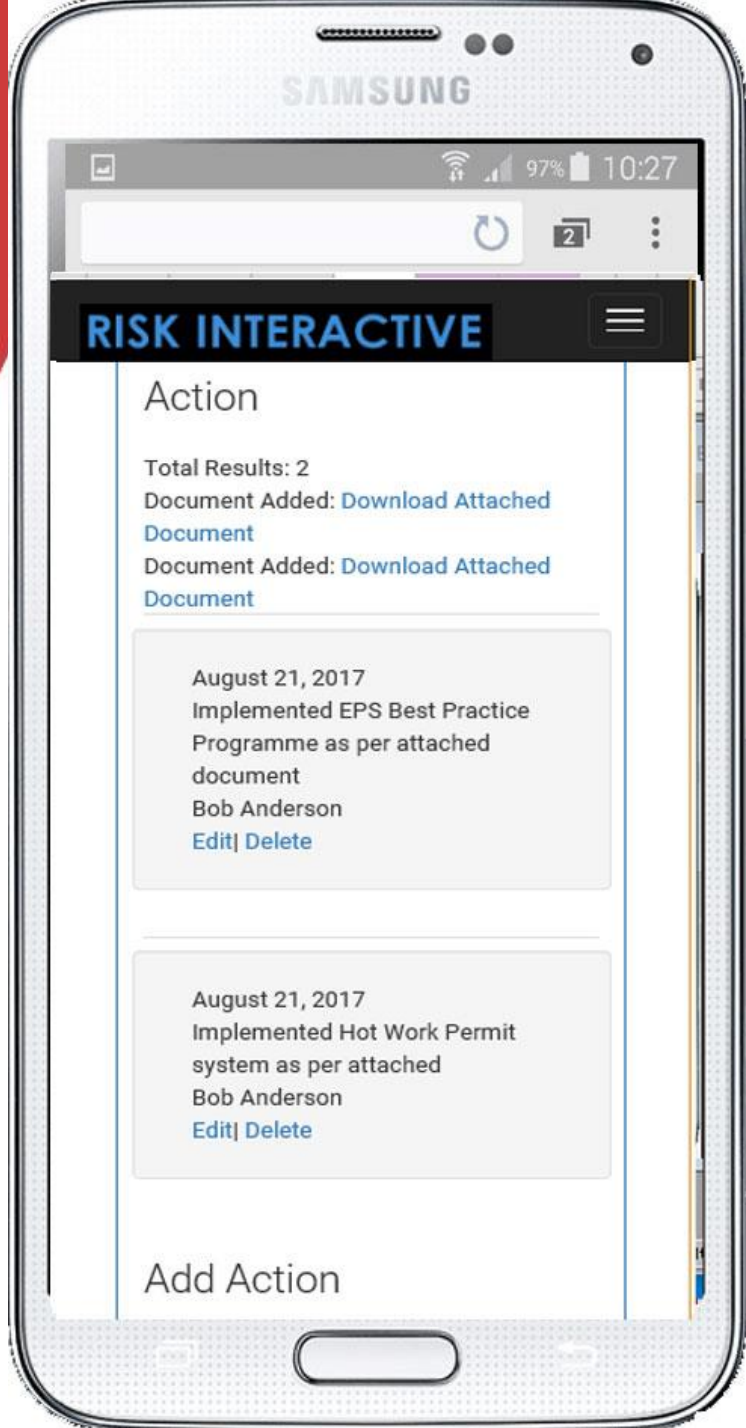 SAMSUNG
97% 10:27
2
RISK INTERACTIVE
Action
Total Results: 2
Document Added: Download Attached
Document
Document Added: Download Attached
Document
August 21, 2017
Implemented EPS Best Practice
Programme as per attached
document
Bob Anderson
Edit| Delete
August 21, 2017
Implemented Hot Work Permit
system as per attached
Bob Anderson
Edit| Delete
Add Action